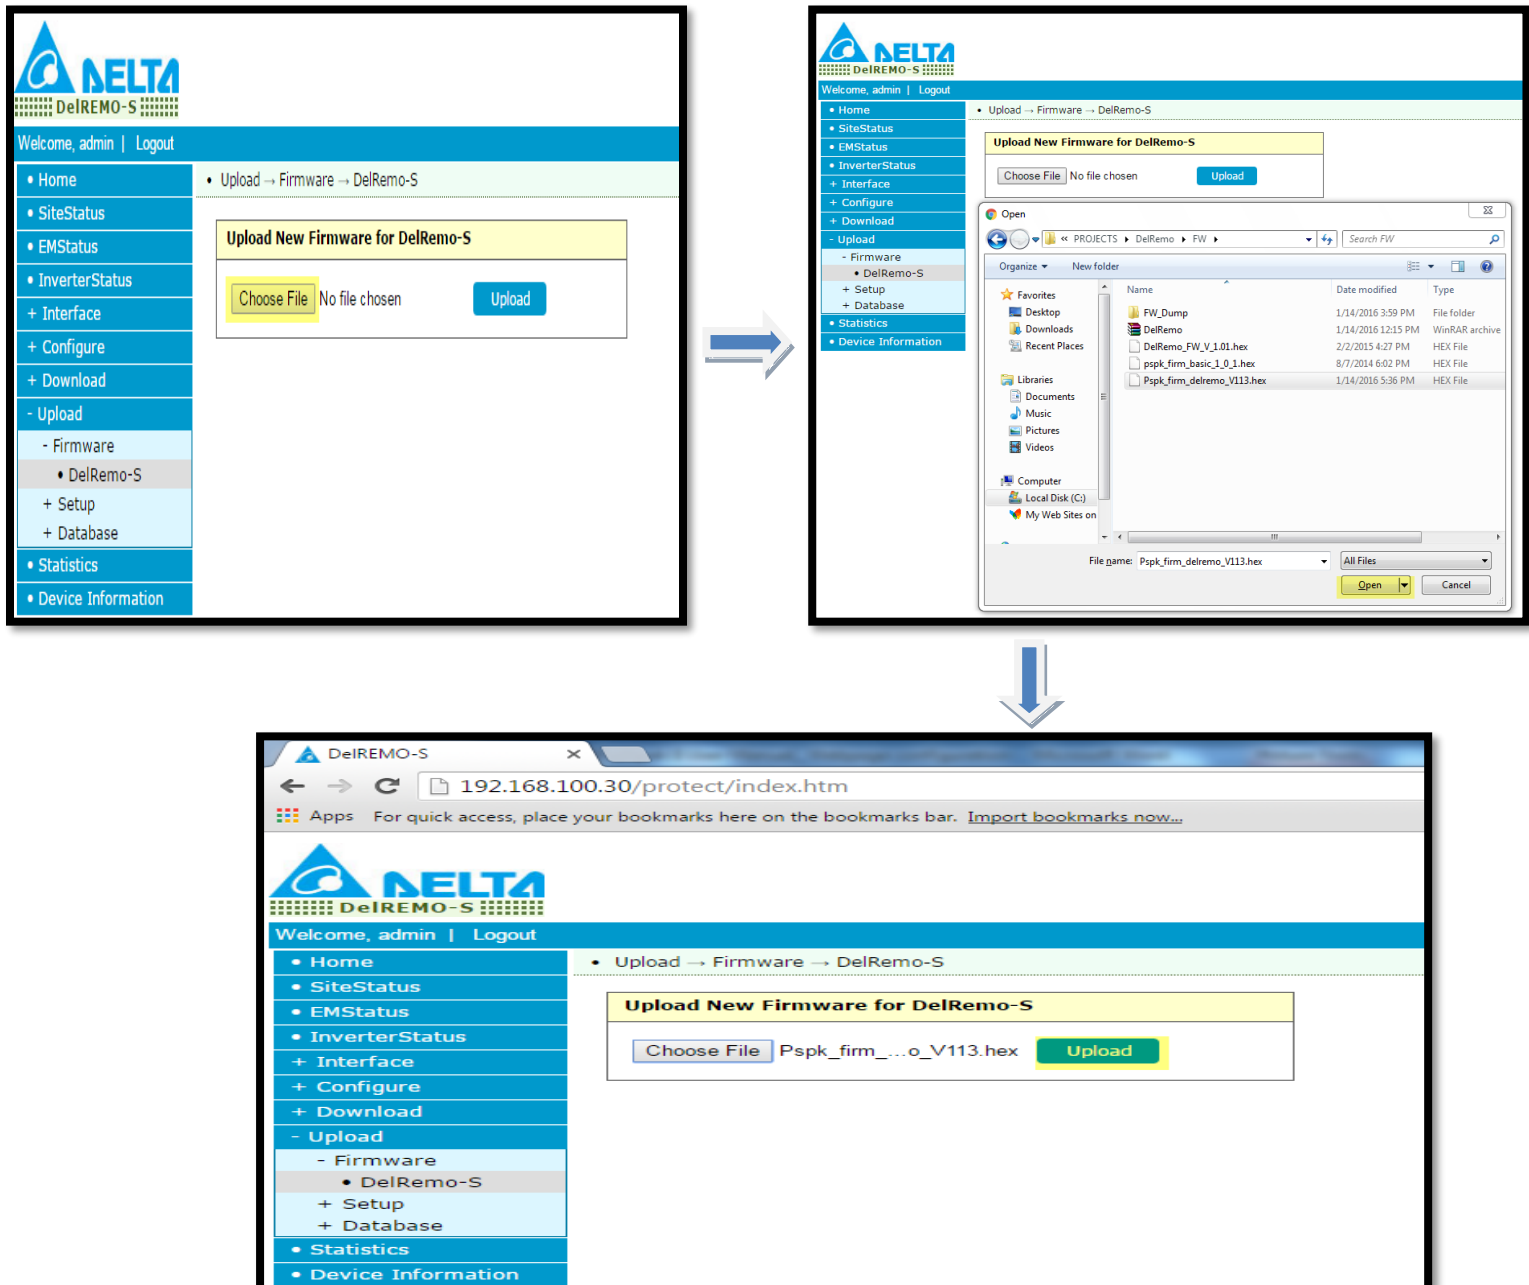 DELTA
DelREMO-S
Welcome, admin | Logout
• Home
• SiteStatus
• EMStatus
• InverterStatus
+ Interface
+ Configure
+ Download
- Upload
- Firmware
• DelRemo-S
+ Setup
+ Database
• Statistics
• Device Information
• Upload → Firmware → DelRemo-S
Upload New Firmware for DelRemo-S
Choose File No file chosen Upload
DELTA
DelREMO-S
Welcome, admin | Logout
• Home
• SiteStatus
• EMStatus
• InverterStatus
+ Interface
+ Configure
+ Download
- Upload
- Firmware
• DelRemo-S
+ Setup
+ Database
• Statistics
• Device Information
• Upload → Firmware → DelRemo-S
Upload New Firmware for DelRemo-S
Choose File No file chosen Upload
Open
« PROJECTS ▸ DelRemo ▸ FW ▸ Search FW
Organize New folder
Favorites
Desktop
Downloads
Recent Places
Libraries
Documents
Music
Pictures
Videos
Computer
Local Disk (C:)
My Web Sites on
Name Date modified Type
FW_Dump 1/14/2016 3:59 PM File folder
DelRemo 1/14/2016 12:15 PM WinRAR archive
DelRemo_FW_V_1.01.hex 2/2/2015 4:27 PM HEX File
pspk_firm_basic_1_0_1.hex 8/7/2014 6:02 PM HEX File
Pspk_firm_delremo_V113.hex 1/14/2016 5:36 PM HEX File
File name: Pspk_firm_delremo_V113.hex All Files
Open Cancel
DelREMO-S
192.168.100.30/protect/index.htm
Apps For quick access, place your bookmarks here on the bookmarks bar. Import bookmarks now...
DELTA
DelREMO-S
Welcome, admin | Logout
• Home
• SiteStatus
• EMStatus
• InverterStatus
+ Interface
+ Configure
+ Download
- Upload
- Firmware
• DelRemo-S
+ Setup
+ Database
• Statistics
• Device Information
• Upload → Firmware → DelRemo-S
Upload New Firmware for DelRemo-S
Choose File Pspk_firm_...o_V113.hex Upload